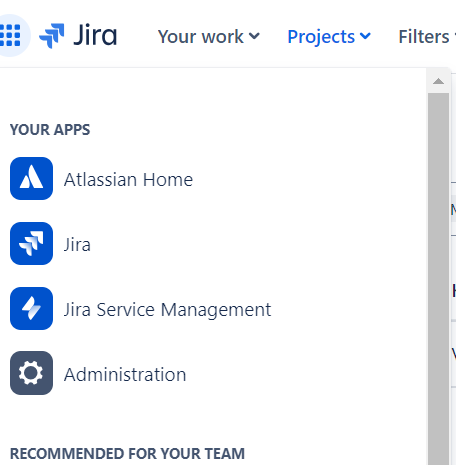 Jira Your work Projects Filters
YOUR APPS
Atlassian Home
Jira
Jira Service Management
Administration
RECOMMENDED FOR YOUR TEAM